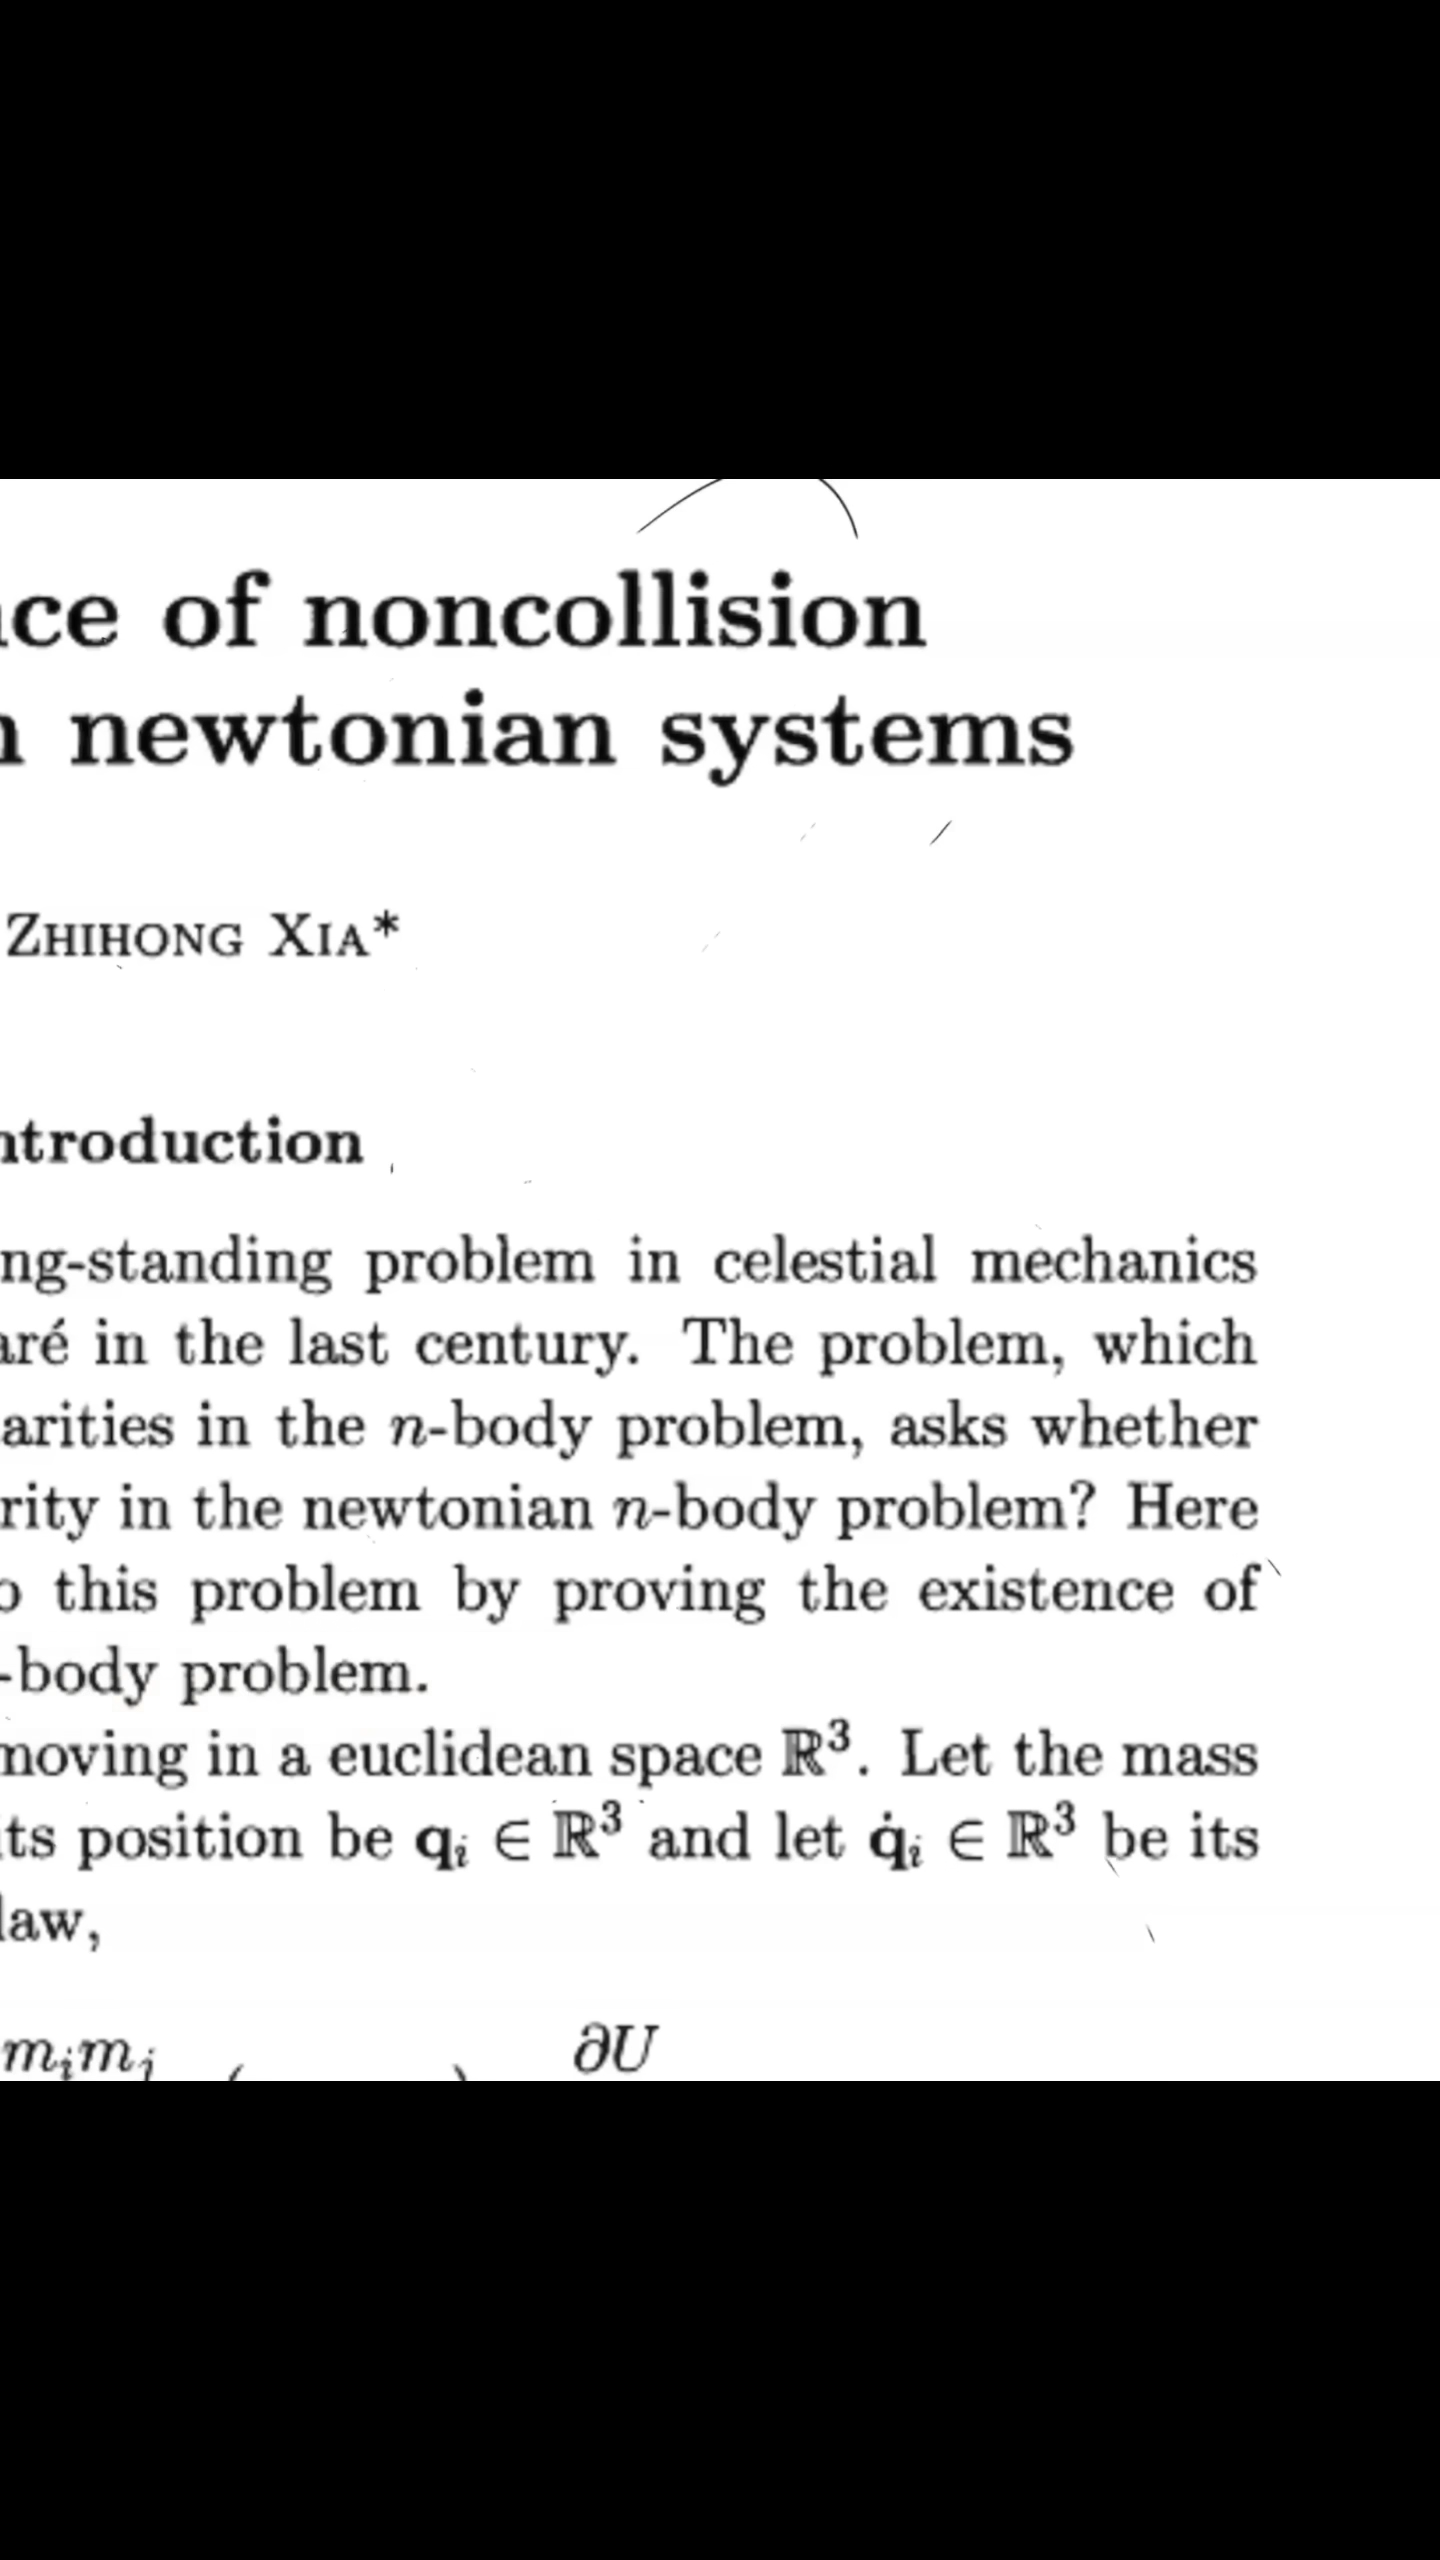 ce of noncollision
newtonian systems
ZHIHONG XIA*
ntroduction
ng-standing problem in celestial mechanics
aré in the last century. The problem, which
arities in the n-body problem, asks whether
rity in the newtonian n-body problem? Here
this problem by proving the existence of
-body problem.
moving in a euclidean space ℝ³. Let the mass
ts position be qᵢ ∈ ℝ³ and let q̇ᵢ ∈ ℝ³ be its
law,
mᵢmⱼ ∂U